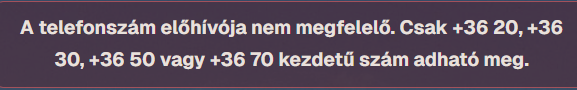 A telefonszám előhívója nem megfelelő. Csak +36 20, +36
30, +36 50 vagy +36 70 kezdetű szám adható meg.